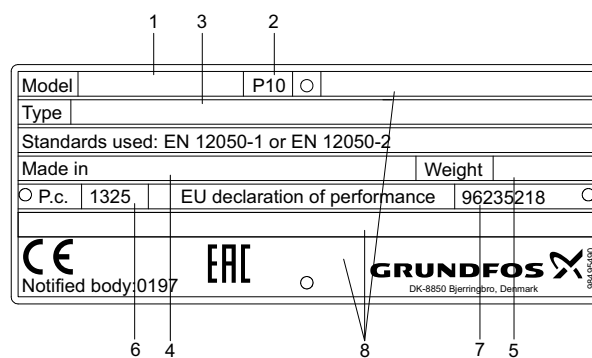 1 3 2
Model P10
Type
Standards used: EN 12050-1 or EN 12050-2
Made in Weight
P.c. 1325 EU declaration of performance 96235218
CE EAC GRUNDFOS
Notified body:0197 DK-8850 Bjerringbro, Denmark
6 4 8 7 5